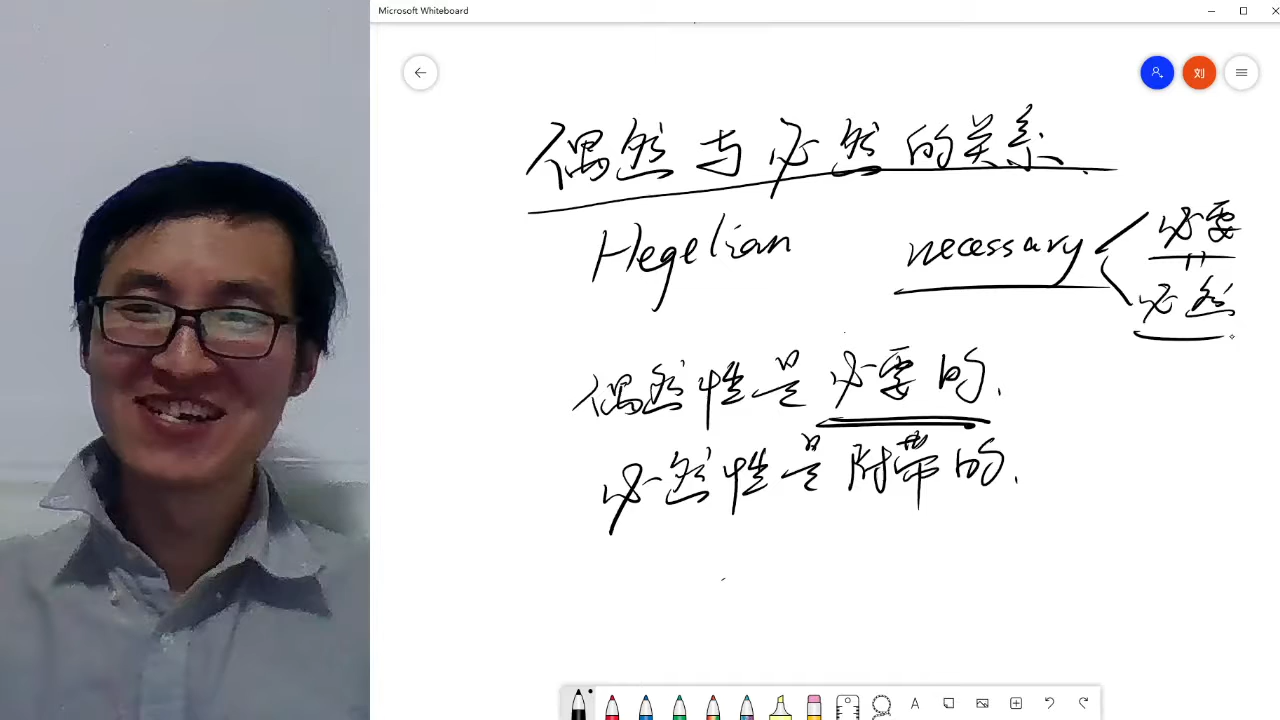 Microsoft Whiteboard
刘
偶然与必然的关系.
Hegelian necessary 必要
必然
偶然性是必要的.
必然性是附带的.
A